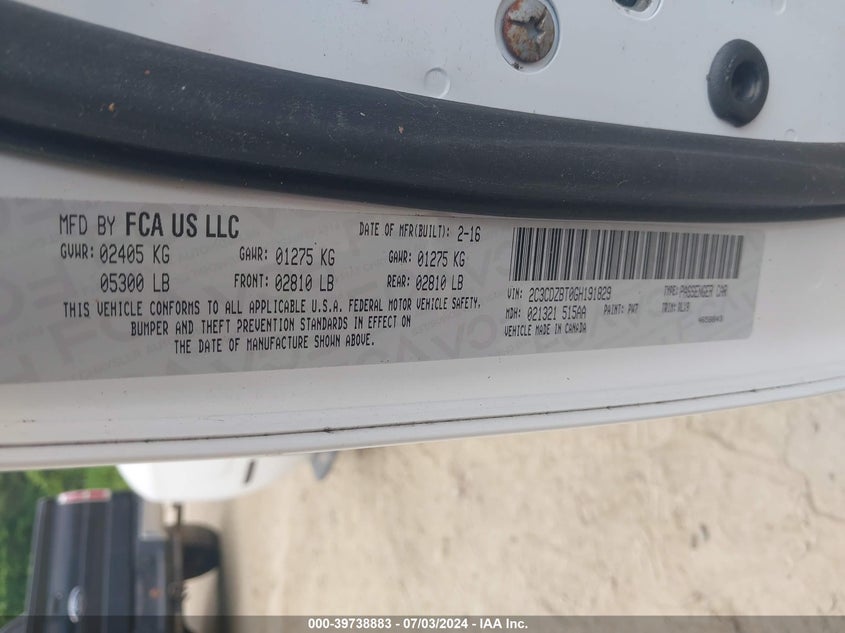 MFD BY FCA US LLC
DATE OF MFR(BUILT): 2-16
GVWR: 02405 KG GAWR: 01275 KG GAWR: 01275 KG
05300 LB FRONT: 02810 LB REAR: 02810 LB
THIS VEHICLE CONFORMS TO ALL APPLICABLE U.S.A. FEDERAL MOTOR VEHICLE SAFETY,
BUMPER AND THEFT PREVENTION STANDARDS IN EFFECT ON
THE DATE OF MANUFACTURE SHOWN ABOVE.
VIN: 2C3CDZBT0GH191829 TYPE: PASSENGER CAR
MDH: 021321 515AA PAINT: PW7 TRIM: RLX9
VEHICLE MADE IN CANADA
000-39738883 / 07/03/2024 - IAA Inc.